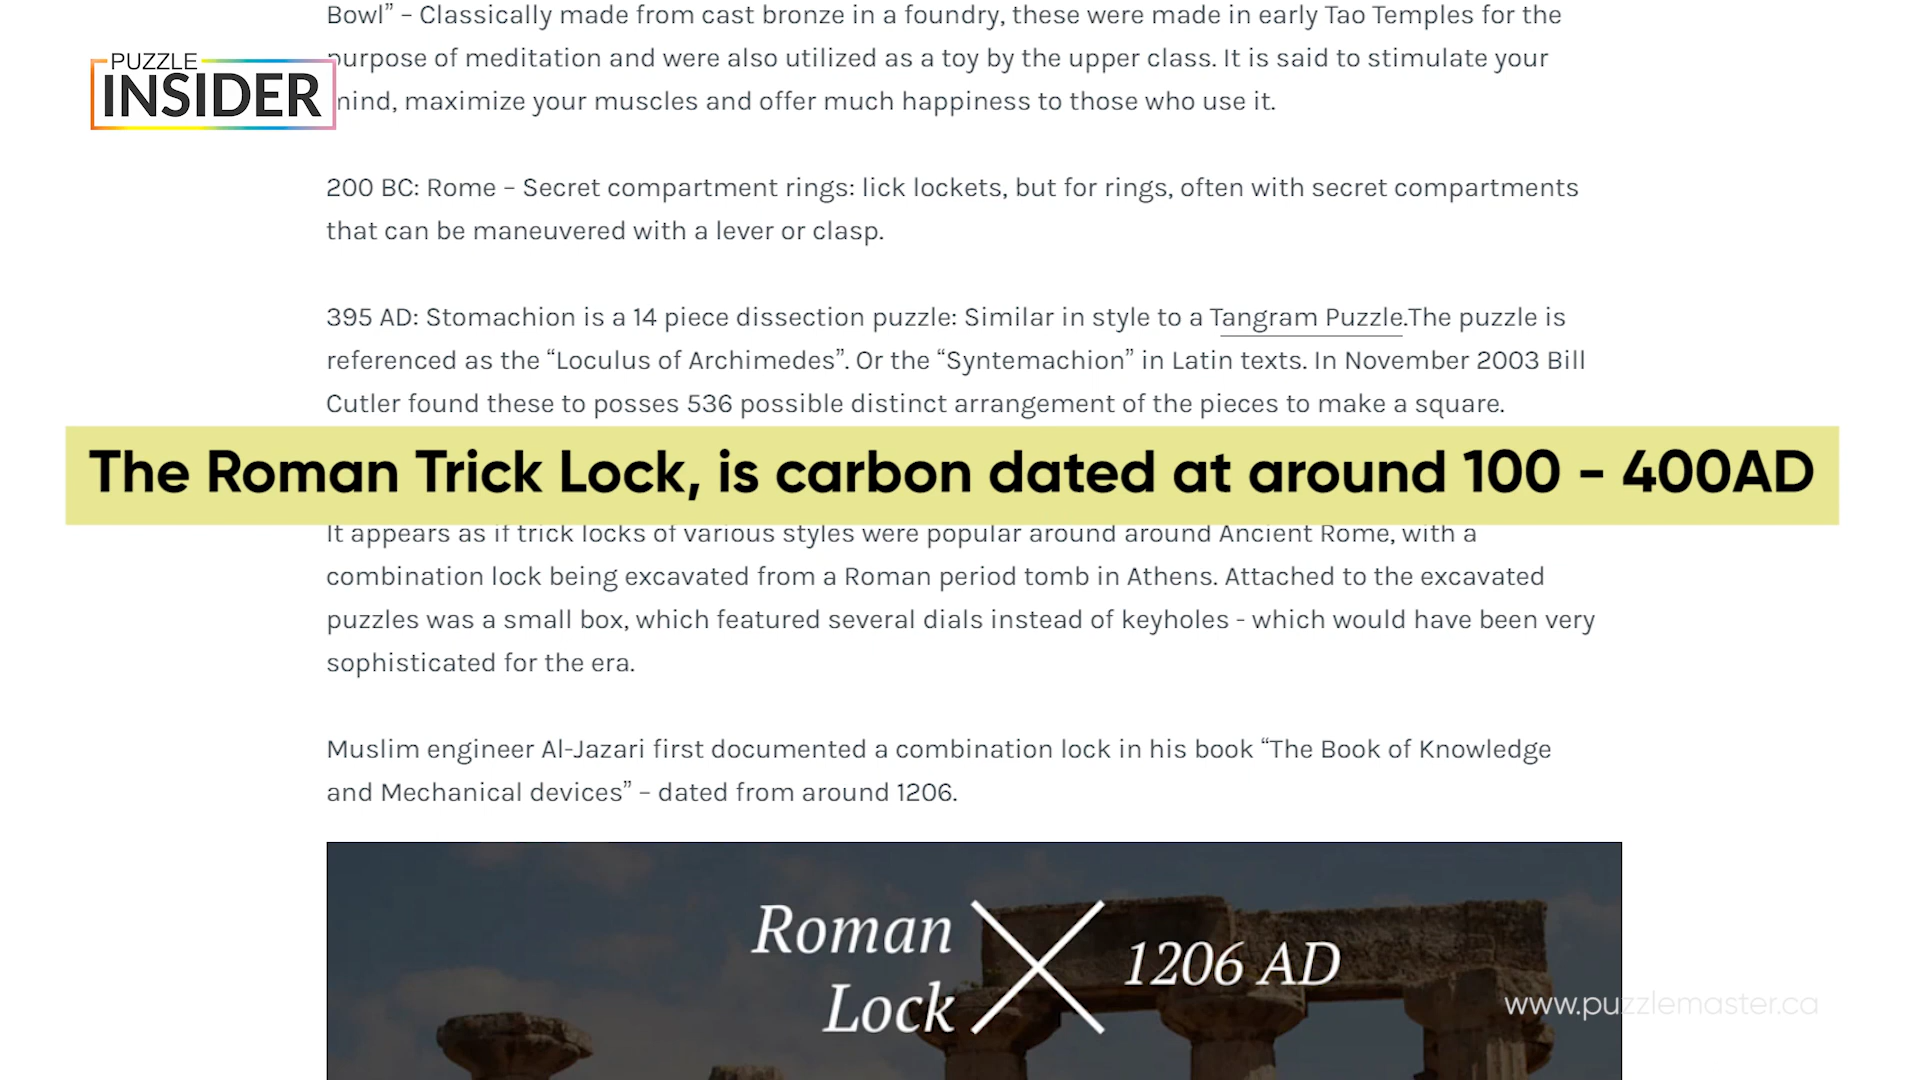 Bowl” – Classically made from cast bronze in a foundry, these were made in early Tao Temples for the
PUZZLE
INSIDER
purpose of meditation and were also utilized as a toy by the upper class. It is said to stimulate your
mind, maximize your muscles and offer much happiness to those who use it.
200 BC: Rome – Secret compartment rings: lick lockets, but for rings, often with secret compartments
that can be maneuvered with a lever or clasp.
395 AD: Stomachion is a 14 piece dissection puzzle: Similar in style to a Tangram Puzzle.The puzzle is
referenced as the “Loculus of Archimedes”. Or the “Syntemachion” in Latin texts. In November 2003 Bill
Cutler found these to posses 536 possible distinct arrangement of the pieces to make a square.
The Roman Trick Lock, is carbon dated at around 100 - 400AD
It appears as if trick locks of various styles were popular around around Ancient Rome, with a
combination lock being excavated from a Roman period tomb in Athens. Attached to the excavated
puzzles was a small box, which featured several dials instead of keyholes - which would have been very
sophisticated for the era.
Muslim engineer Al-Jazari first documented a combination lock in his book “The Book of Knowledge
and Mechanical devices” – dated from around 1206.
Roman
Lock
1206 AD
www.puzzlemaster.ca